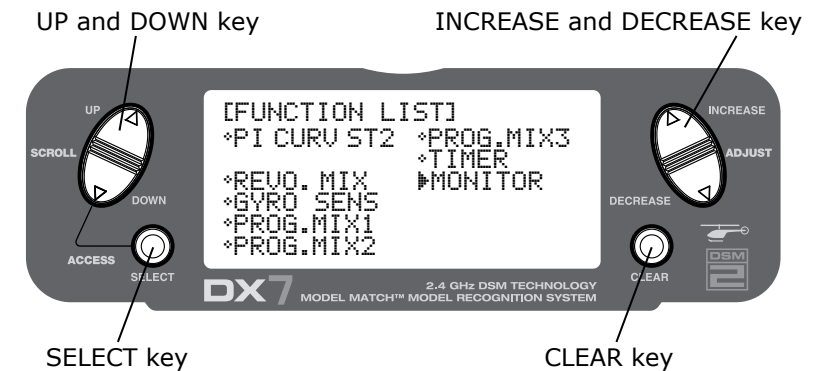 UP and DOWN key
INCREASE and DECREASE key
UP
SCROLL
DOWN
ACCESS
SELECT
[FUNCTION LIST]
PI CURV ST2 PROG.MIX3
TIMER
REVO. MIX MONITOR
GYRO SENS
PROG.MIX1
PROG.MIX2
INCREASE
ADJUST
DECREASE
CLEAR
DSM
2
DX7
2.4 GHz DSM TECHNOLOGY
MODEL MATCH™ MODEL RECOGNITION SYSTEM
SELECT key
CLEAR key